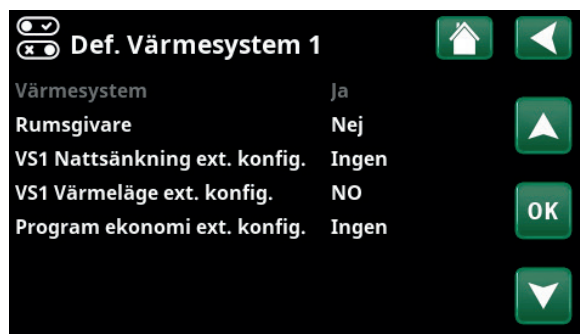 Def. Värmesystem 1
Värmesystem Ja
Rumsgivare Nej
VS1 Nattsänkning ext. konfig. Ingen
VS1 Värmeläge ext. konfig. NO
Program ekonomi ext. konfig. Ingen
OK